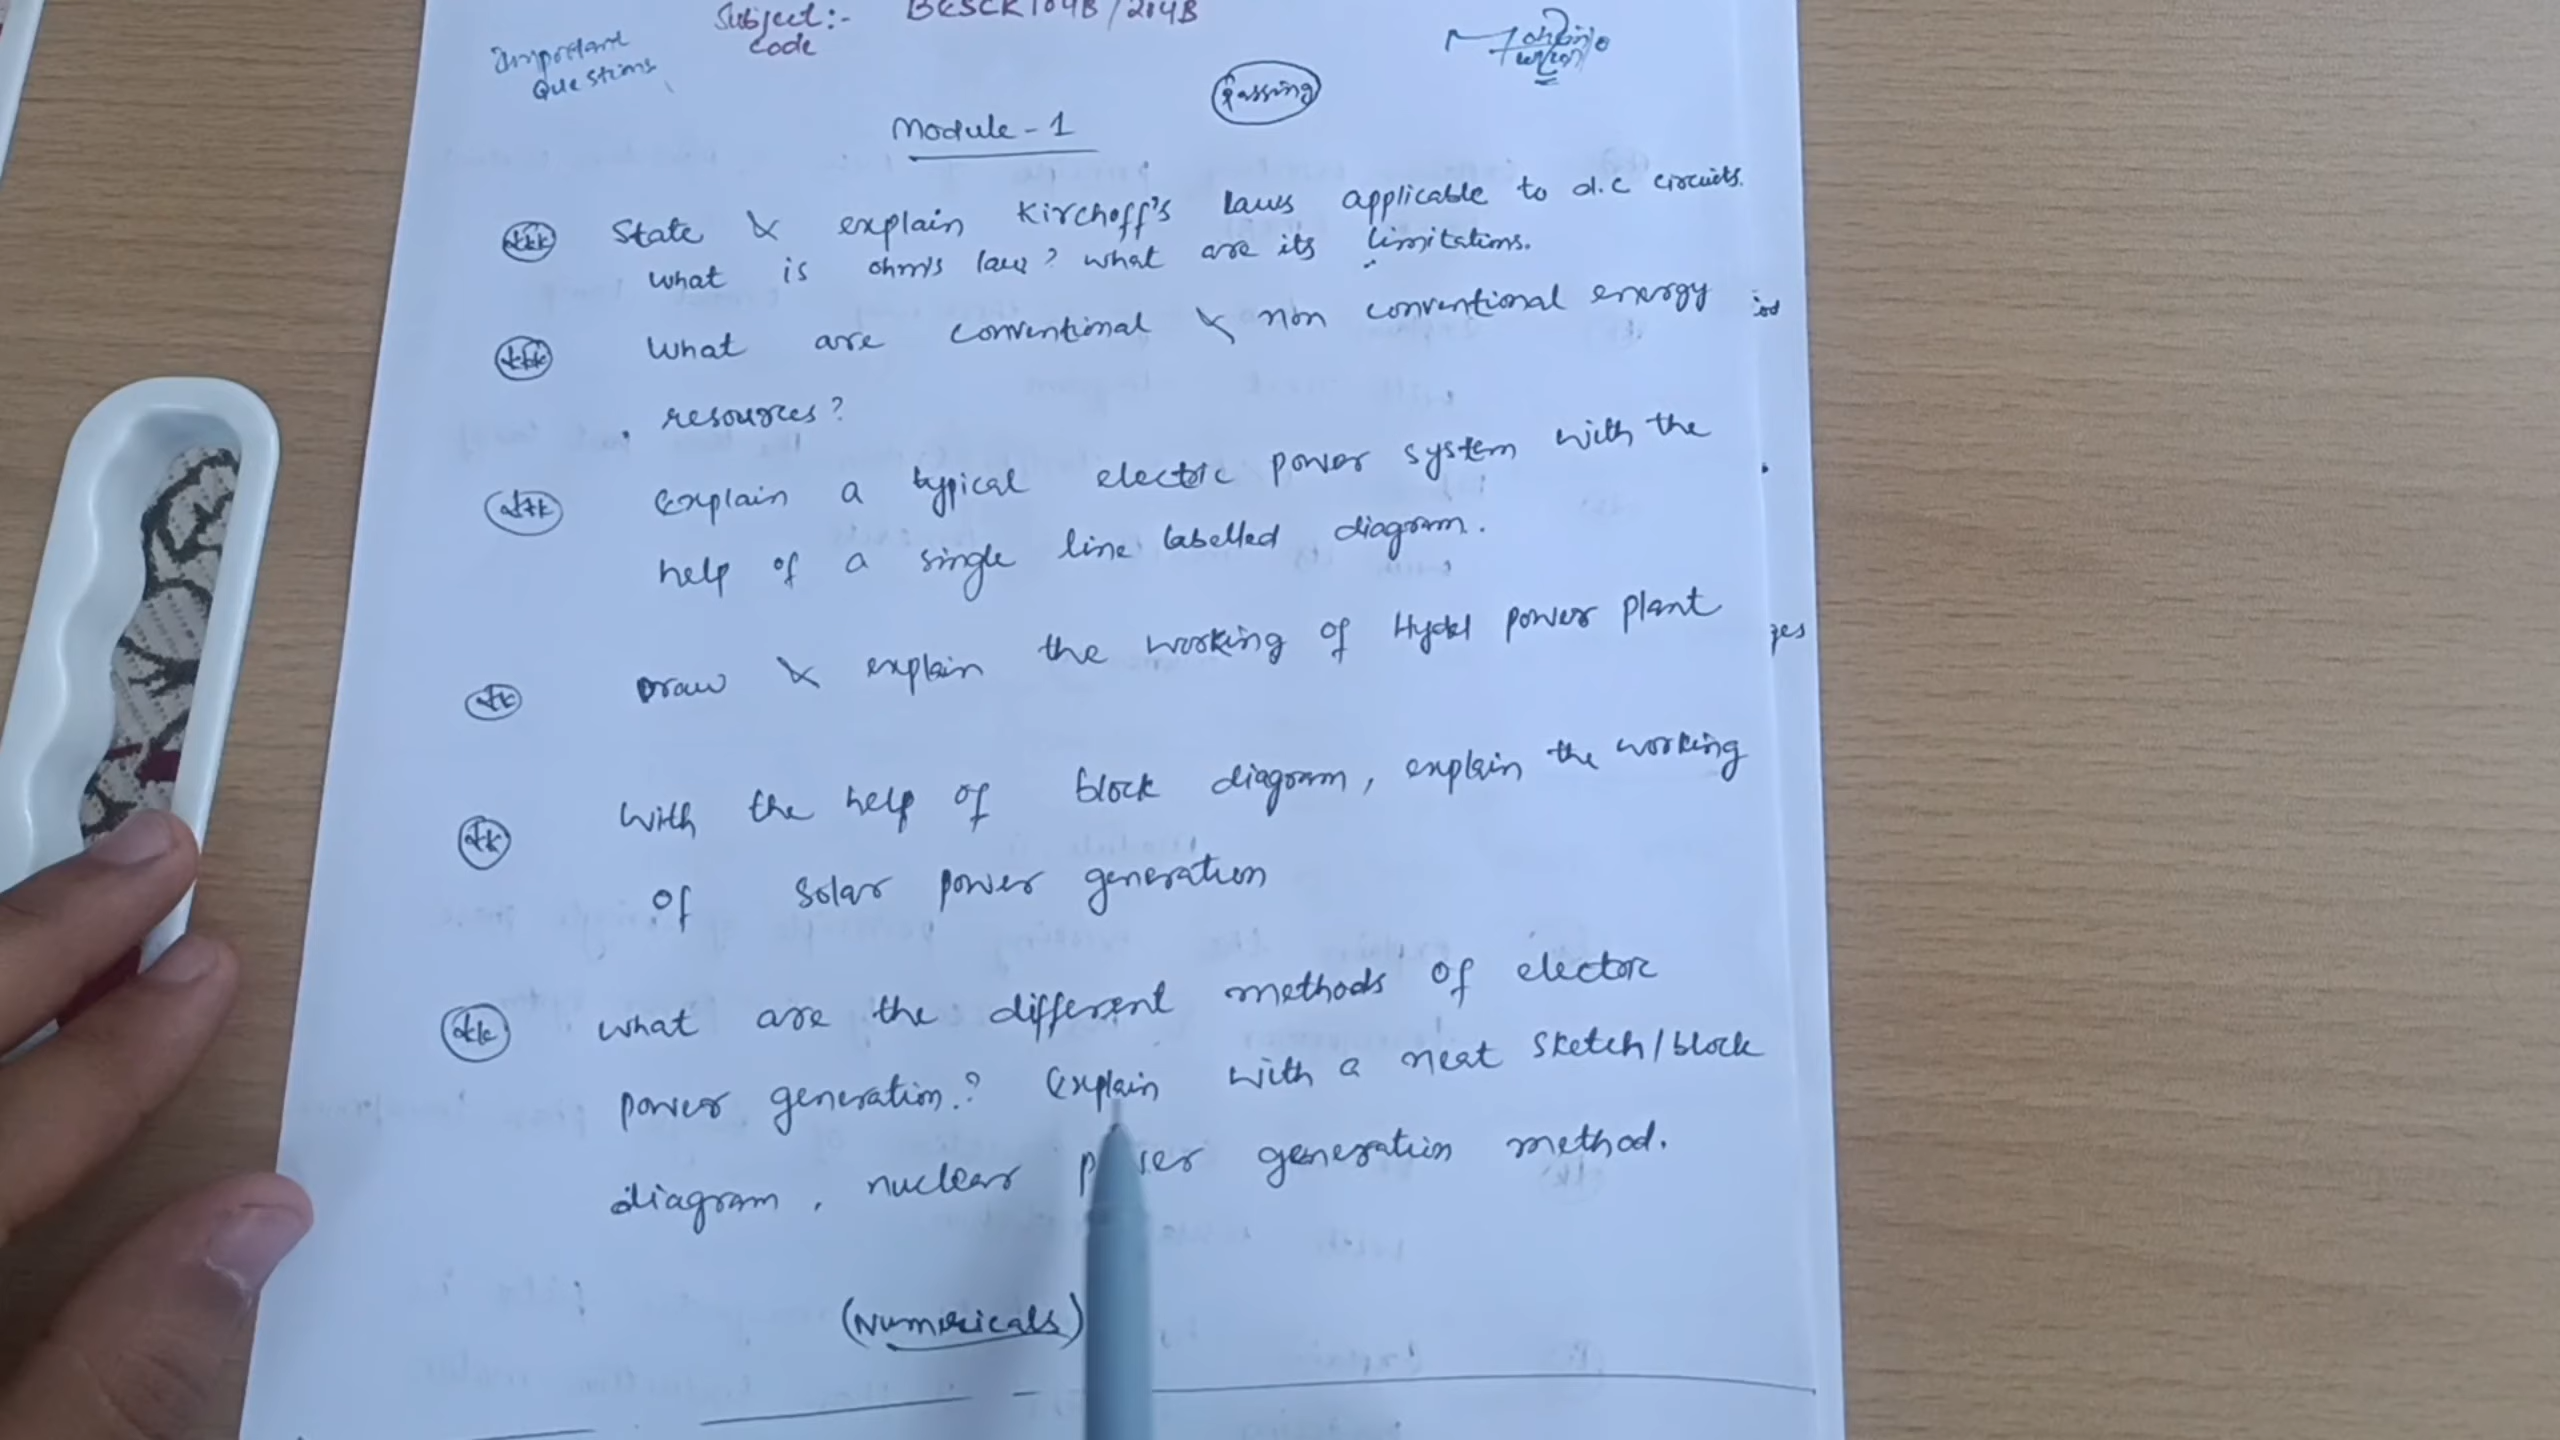 Subject:- BESCK104B/204B
Code
Important
Questions
Passing
Module - 1
*** State & explain Kirchoff's laws applicable to d.c circuits.
what is ohm's law? what are its limitations.
*** What are conventional & non conventional energy
resources?
*** Explain a typical electric power system with the
help of a single line labelled diagram.
** Draw & explain the working of Hydel power plant
** With the help of block diagram, explain the working
of solar power generation
** What are the different methods of electric
power generation.? Explain with a neat sketch/block
diagram, nuclear generation method.
(Numericals)